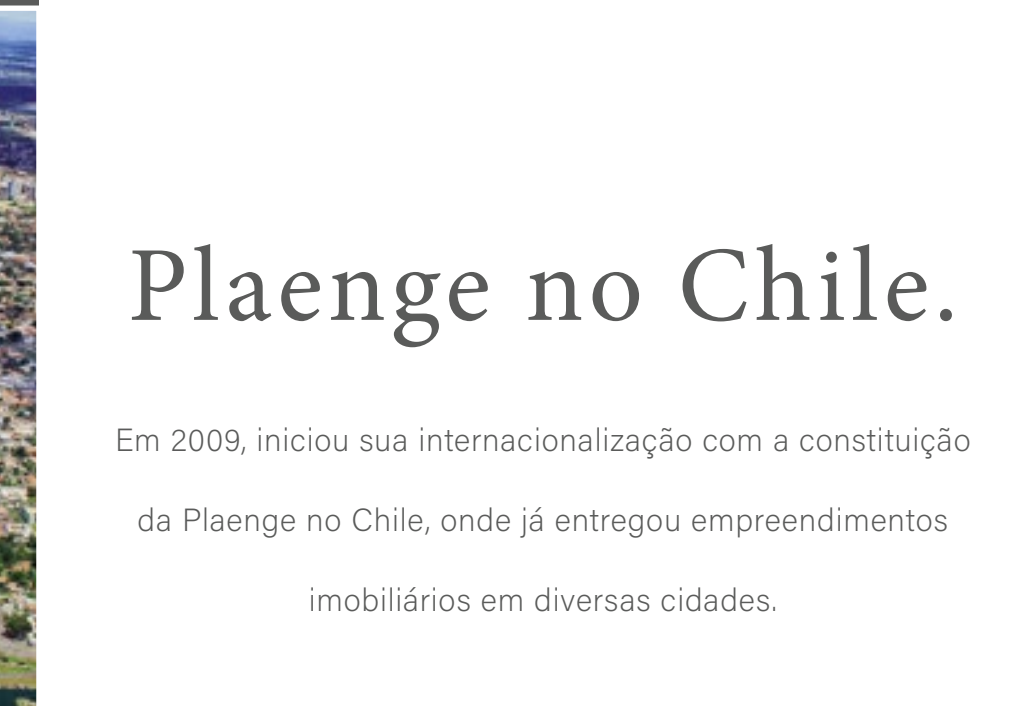 Plaenge no Chile.
Em 2009, iniciou sua internacionalização com a constituição
da Plaenge no Chile, onde já entregou empreendimentos
imobiliários em diversas cidades.